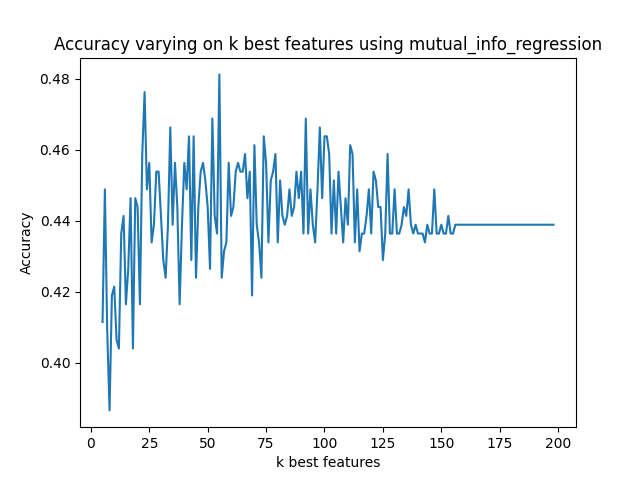 Accuracy varying on k best features using mutual_info_regression
0.48
0.46
0.44
0.42
0.40
Accuracy
0 25 50 75 100 125 150 175 200
k best features